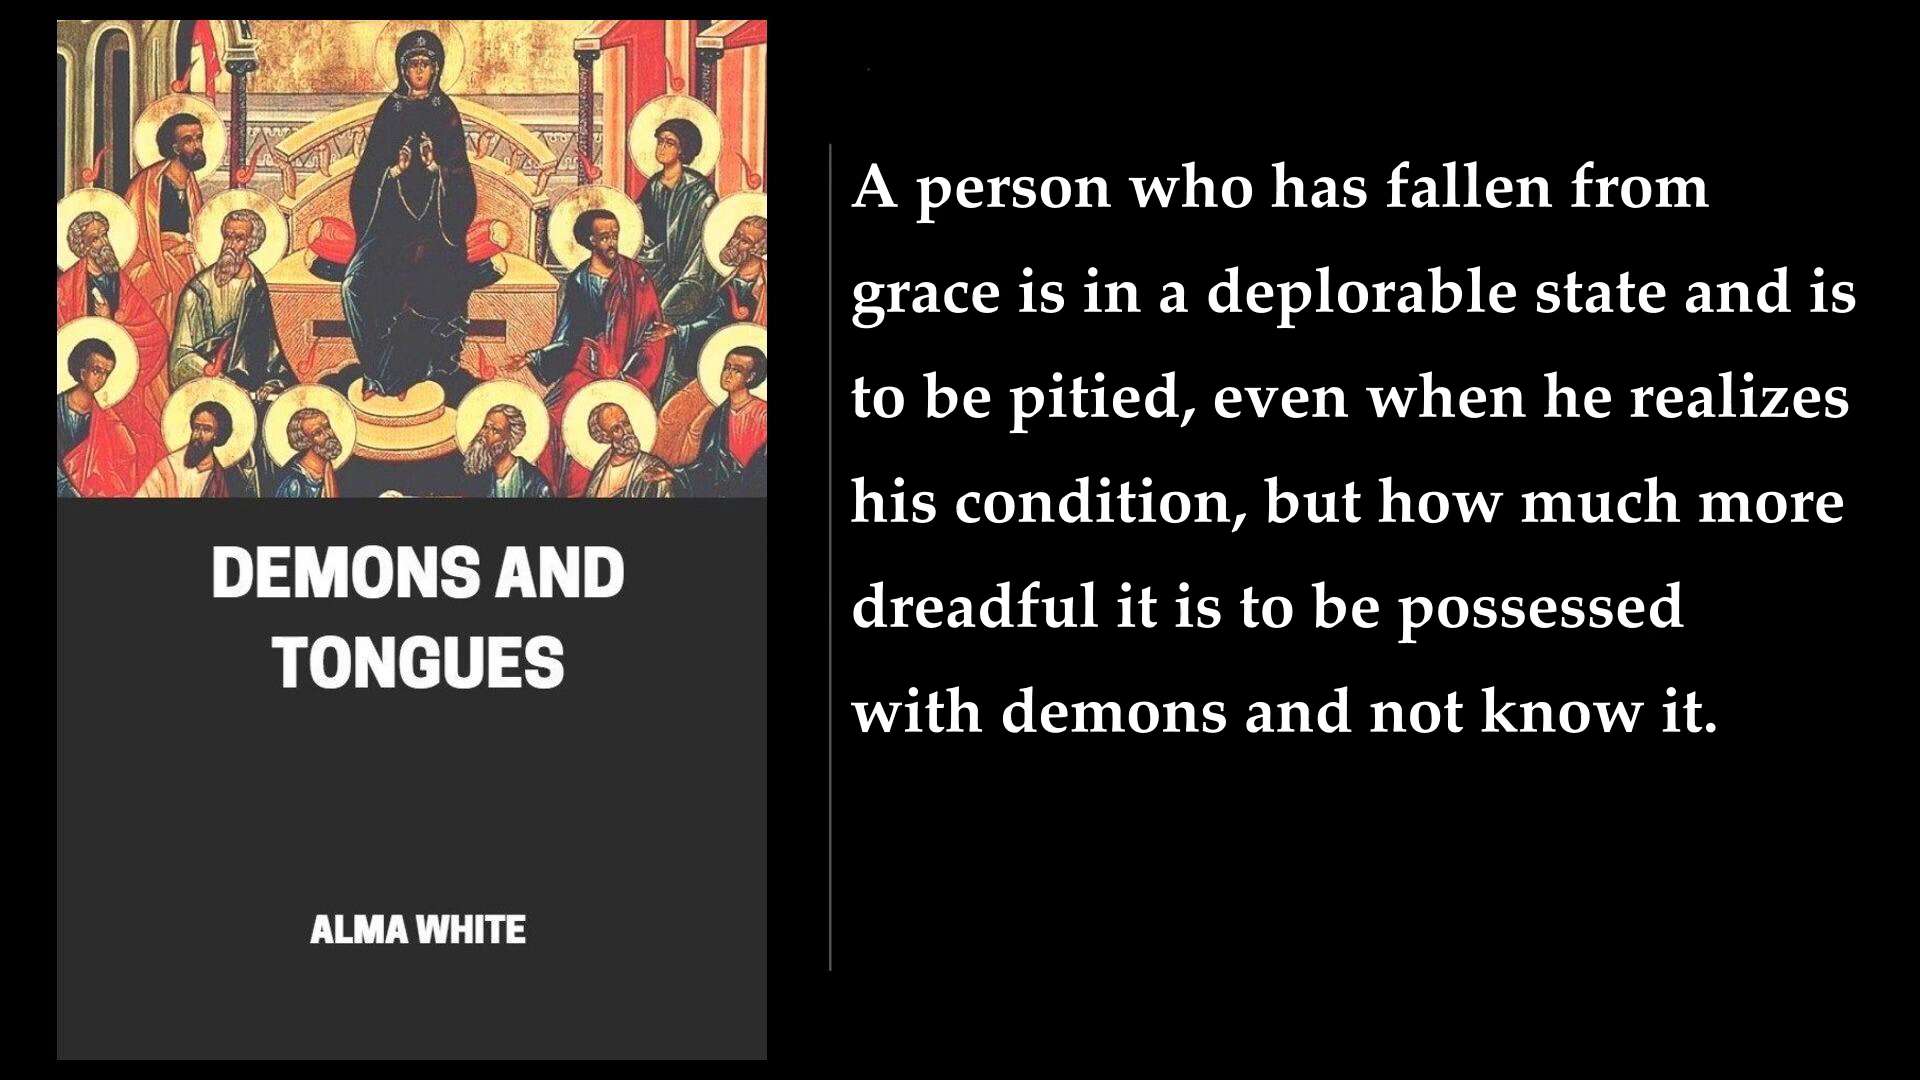 DEMONS AND
TONGUES
ALMA WHITE
A person who has fallen from
grace is in a deplorable state and is
to be pitied, even when he realizes
his condition, but how much more
dreadful it is to be possessed
with demons and not know it.